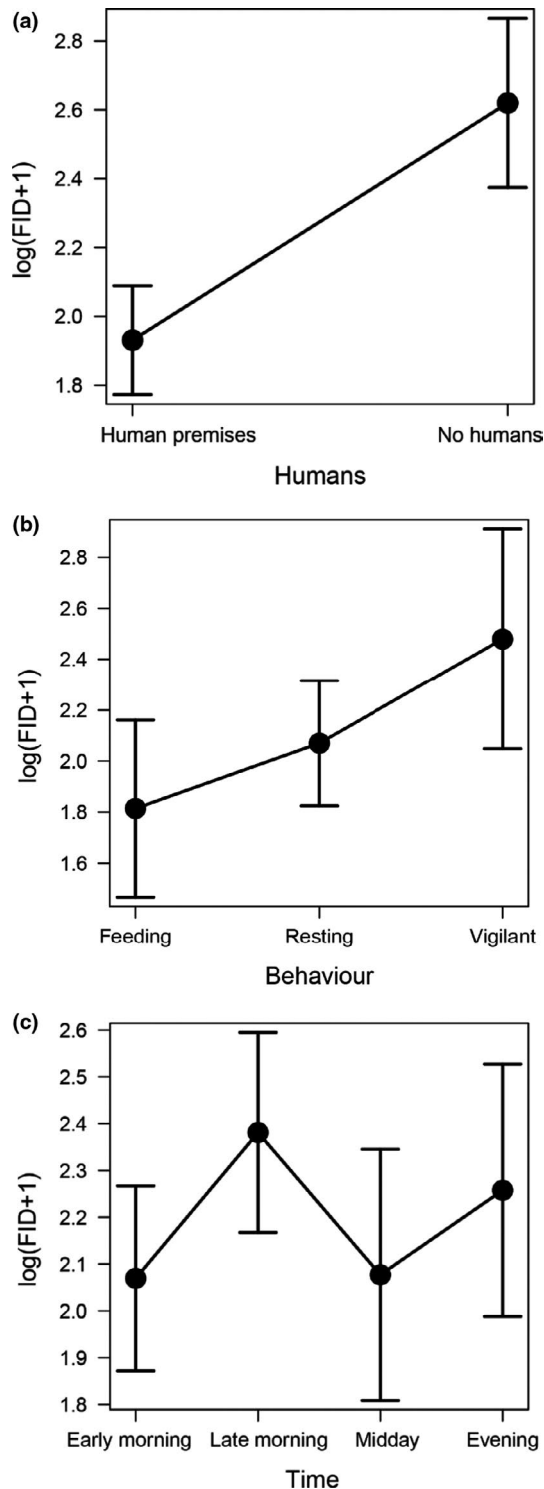 (a)
log(FID+1)
2.8
2.6
2.4
2.2
2.0
1.8
Human premises No humans
Humans
(b)
log(FID+1)
2.8
2.6
2.4
2.2
2.0
1.8
1.6
Feeding Resting Vigilant
Behaviour
(c)
log(FID+1)
2.6
2.5
2.4
2.3
2.2
2.1
2.0
1.9
1.8
Early morning Late morning Midday Evening
Time